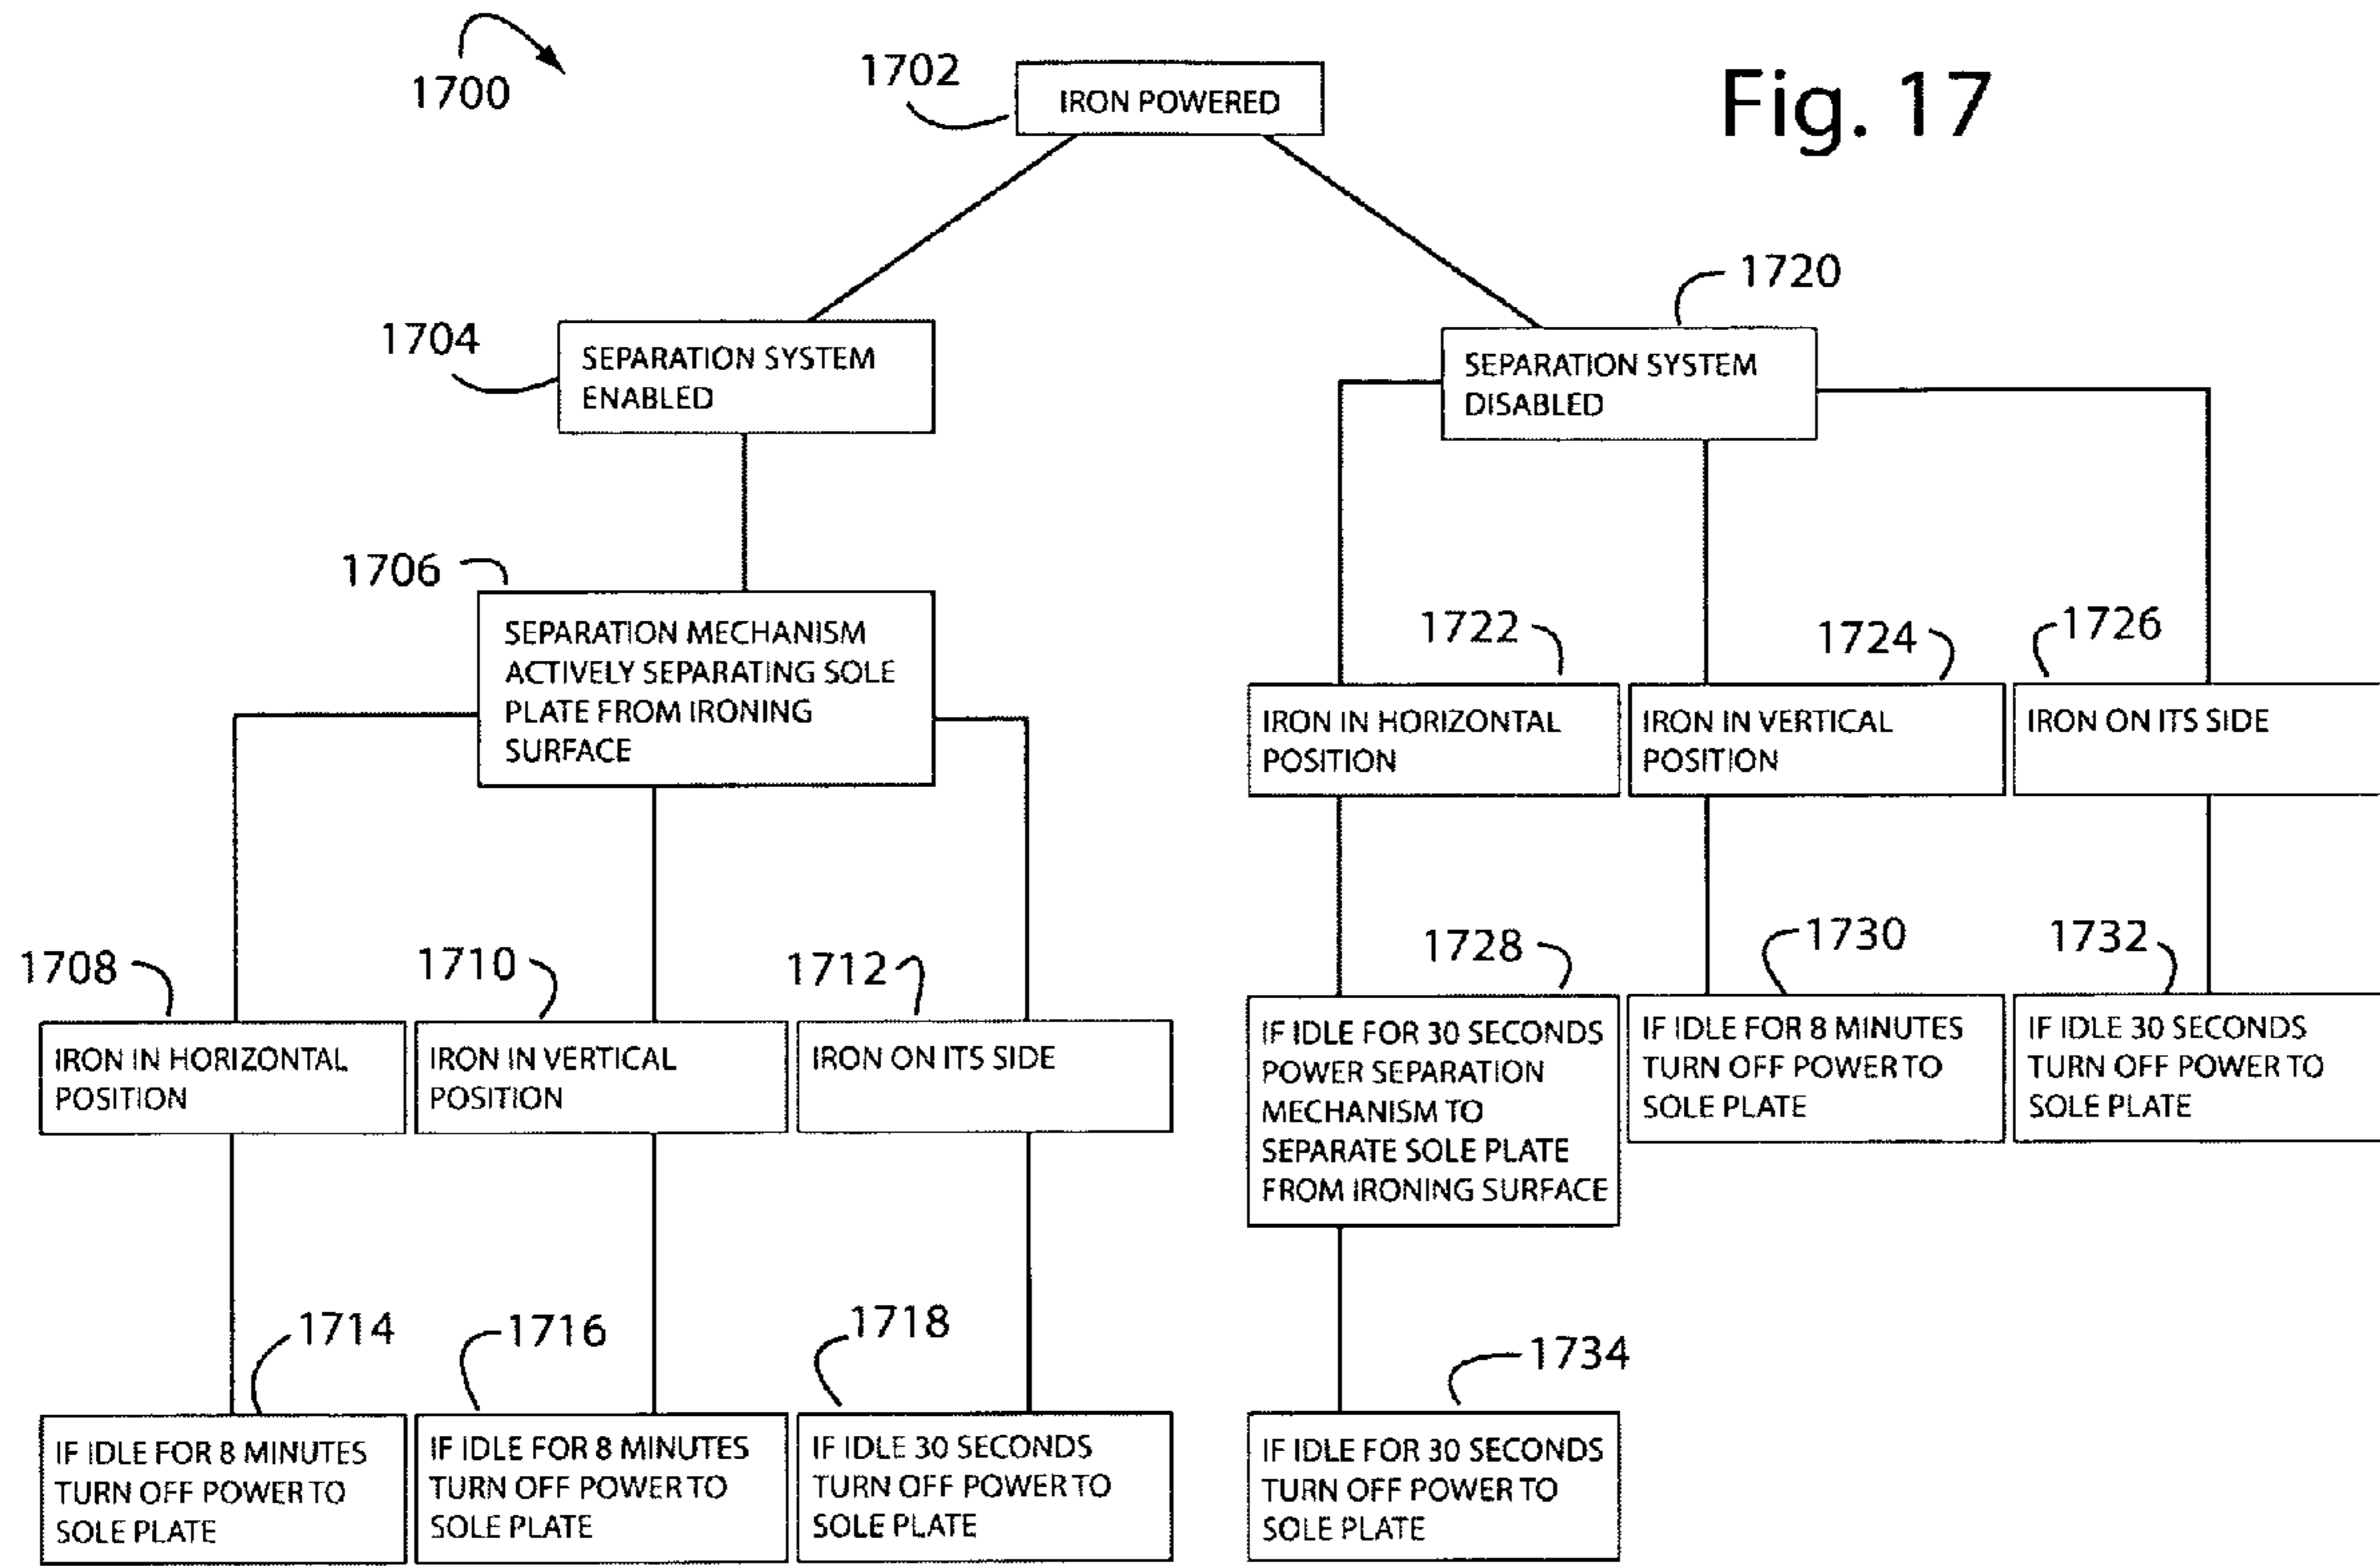 Fig. 17
1700
1702
IRON POWERED
1704
SEPARATION SYSTEM
ENABLED
1720
SEPARATION SYSTEM
DISABLED
1706
SEPARATION MECHANISM
ACTIVELY SEPARATING SOLE
PLATE FROM IRONING
SURFACE
1722
IRON IN HORIZONTAL
POSITION
1724
IRON IN VERTICAL
POSITION
1726
IRON ON ITS SIDE
1708
IRON IN HORIZONTAL
POSITION
1710
IRON IN VERTICAL
POSITION
1712
IRON ON ITS SIDE
1728
IF IDLE FOR 30 SECONDS
POWER SEPARATION
MECHANISM TO
SEPARATE SOLE PLATE
FROM IRONING SURFACE
1730
IF IDLE FOR 8 MINUTES
TURN OFF POWER TO
SOLE PLATE
1732
IF IDLE 30 SECONDS
TURN OFF POWER TO
SOLE PLATE
1714
IF IDLE FOR 8 MINUTES
TURN OFF POWER TO
SOLE PLATE
1716
IF IDLE FOR 8 MINUTES
TURN OFF POWER TO
SOLE PLATE
1718
IF IDLE 30 SECONDS
TURN OFF POWER TO
SOLE PLATE
1734
IF IDLE FOR 30 SECONDS
TURN OFF POWER TO
SOLE PLATE